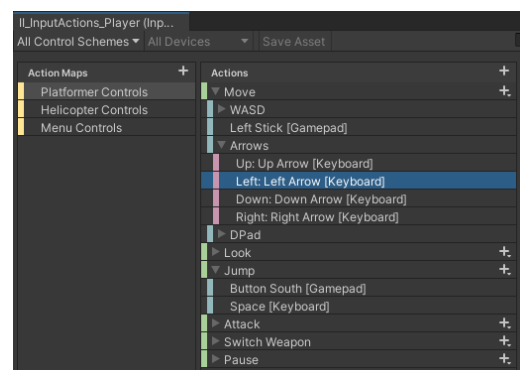 II_InputActions_Player (Inp...
All Control Schemes All Devices Save Asset
Action Maps
Platformer Controls
Helicopter Controls
Menu Controls
Actions
Move
WASD
Left Stick [Gamepad]
Arrows
Up: Up Arrow [Keyboard]
Left: Left Arrow [Keyboard]
Down: Down Arrow [Keyboard]
Right: Right Arrow [Keyboard]
DPad
Look
Jump
Button South [Gamepad]
Space [Keyboard]
Attack
Switch Weapon
Pause